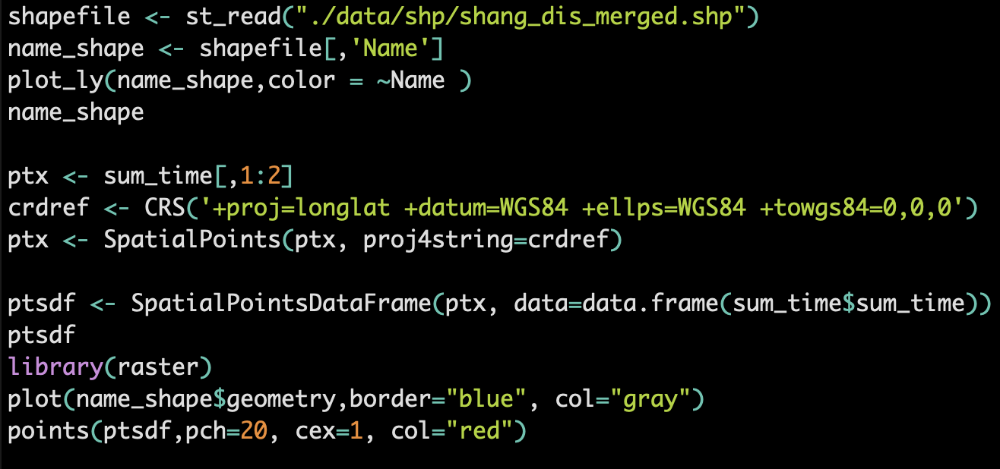 shapefile <- st_read("./data/shp/shang_dis_merged.shp")
name_shape <- shapefile[,'Name']
plot_ly(name_shape,color = ~Name )
name_shape
ptx <- sum_time[,1:2]
crdref <- CRS('+proj=longlat +datum=WGS84 +ellps=WGS84 +towgs84=0,0,0')
ptx <- SpatialPoints(ptx, proj4string=crdref)
ptsdf <- SpatialPointsDataFrame(ptx, data=data.frame(sum_time$sum_time))
ptsdf
library(raster)
plot(name_shape$geometry,border="blue", col="gray")
points(ptsdf,pch=20, cex=1, col="red")